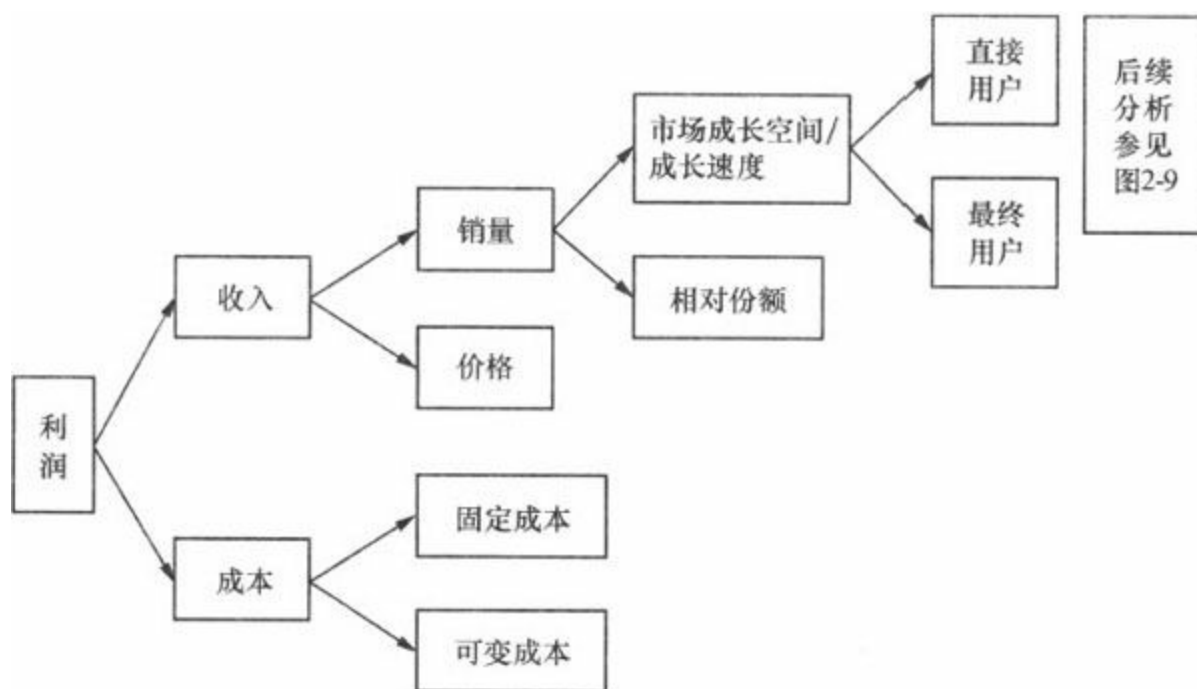 直接
用户
后续
分析
参见
图2-9
市场成长空间/
成长速度
最终
用户
销量
收入
相对份额
价格
利
润
固定成本
成本
可变成本